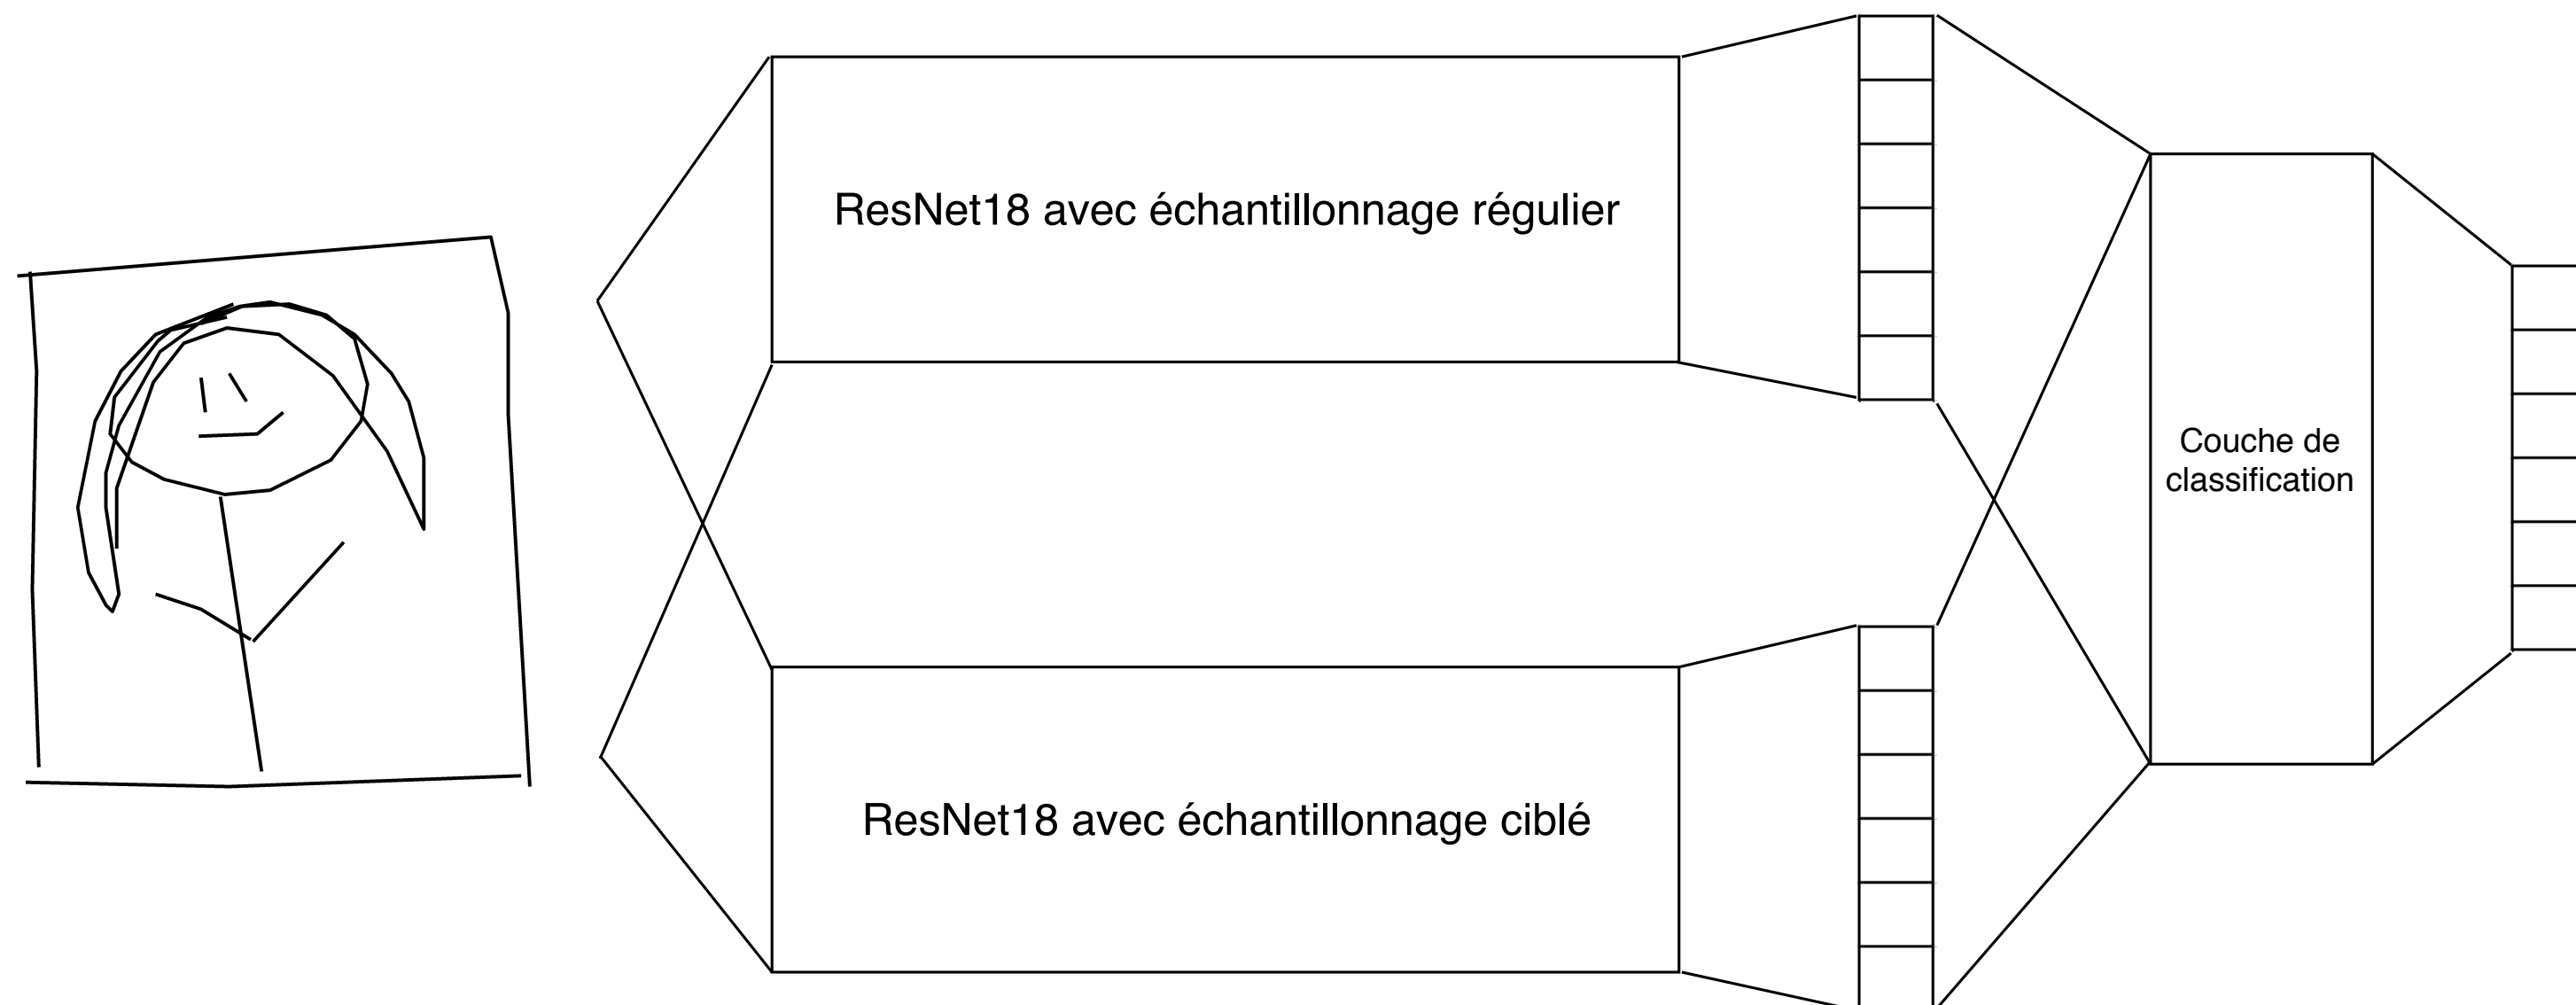 ResNet18 avec échantillonnage régulier
Couche de
classification
ResNet18 avec échantillonnage ciblé